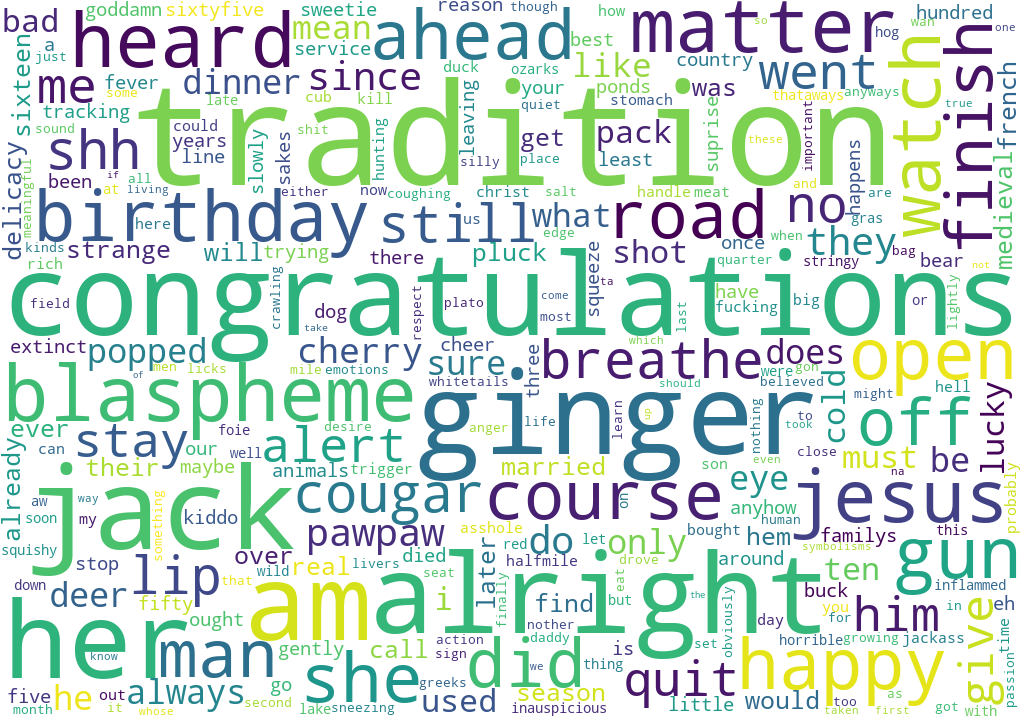 bad goddamn sixtyfive sweetie reason though how hundred
a just heard mean ahead best matter hog so wan one
service duck ozarks your country
me fever dinner since like went watch finish french
sixteen tracking some late cub kill leaving ponds was thataways anyways
tradition
sound could years line shit hunting quiet stomach get pack suprise these important true
shh slowly sakes silly place least
delicacy meaningful been if all at living either now coughing christ salt handle meat happens and are medieval
birthday still what road no
kinds here us edge gras
strange will trying there pluck squeeze shot once when they bag
rich quarter stringy bear not
congratulations
field crawling dog respect plato come most ta have fucking last big or lightly
take which
extinct popped mile cherry cheer sure three breathe does open
men licks emotions whitetails should were gon believed
of might hell
blaspheme ginger cold off lucky
desire life learn up nothing to took
ever stay foie anger close
already can our well alert trigger married son even must be probably
their maybe animals eye na
aw way jack cougar course jesus
soon my something kiddo on anyhow human
squishy pawpaw asshole bought familys this
stop over died red let do only around hem symbolisms gun
down that wild real livers seat later halfmile drove ten
deer lip fifty am alright buck inflammed
ought i finally eat find but the you him in eh
her man gently call action nother set obviously day for give time
know sign daddy is horrible growing jackass
she we did thing quit happy passion
five he out always go greeks season would too as
month it whose second lake sneezing used inauspicious little taken first got with